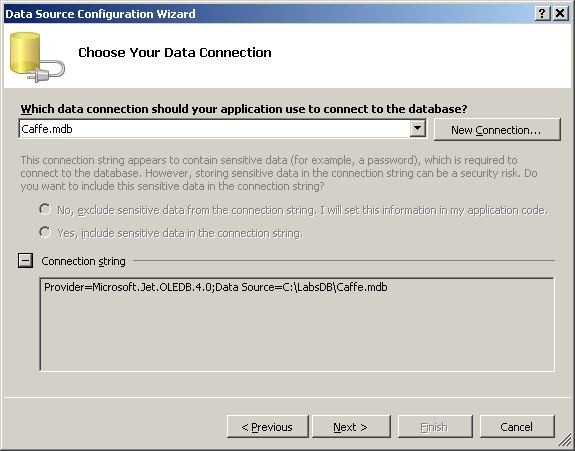 Data Source Configuration Wizard
Choose Your Data Connection
Which data connection should your application use to connect to the database?
Caffe.mdb
New Connection...
This connection string appears to contain sensitive data (for example, a password), which is required to
connect to the database. However, storing sensitive data in the connection string can be a security risk. Do
you want to include this sensitive data in the connection string?
No, exclude sensitive data from the connection string. I will set this information in my application code.
Yes, include sensitive data in the connection string.
Connection string
Provider=Microsoft.Jet.OLEDB.4.0;Data Source=C:\LabsDB\Caffe.mdb
< Previous
Next >
Finish
Cancel